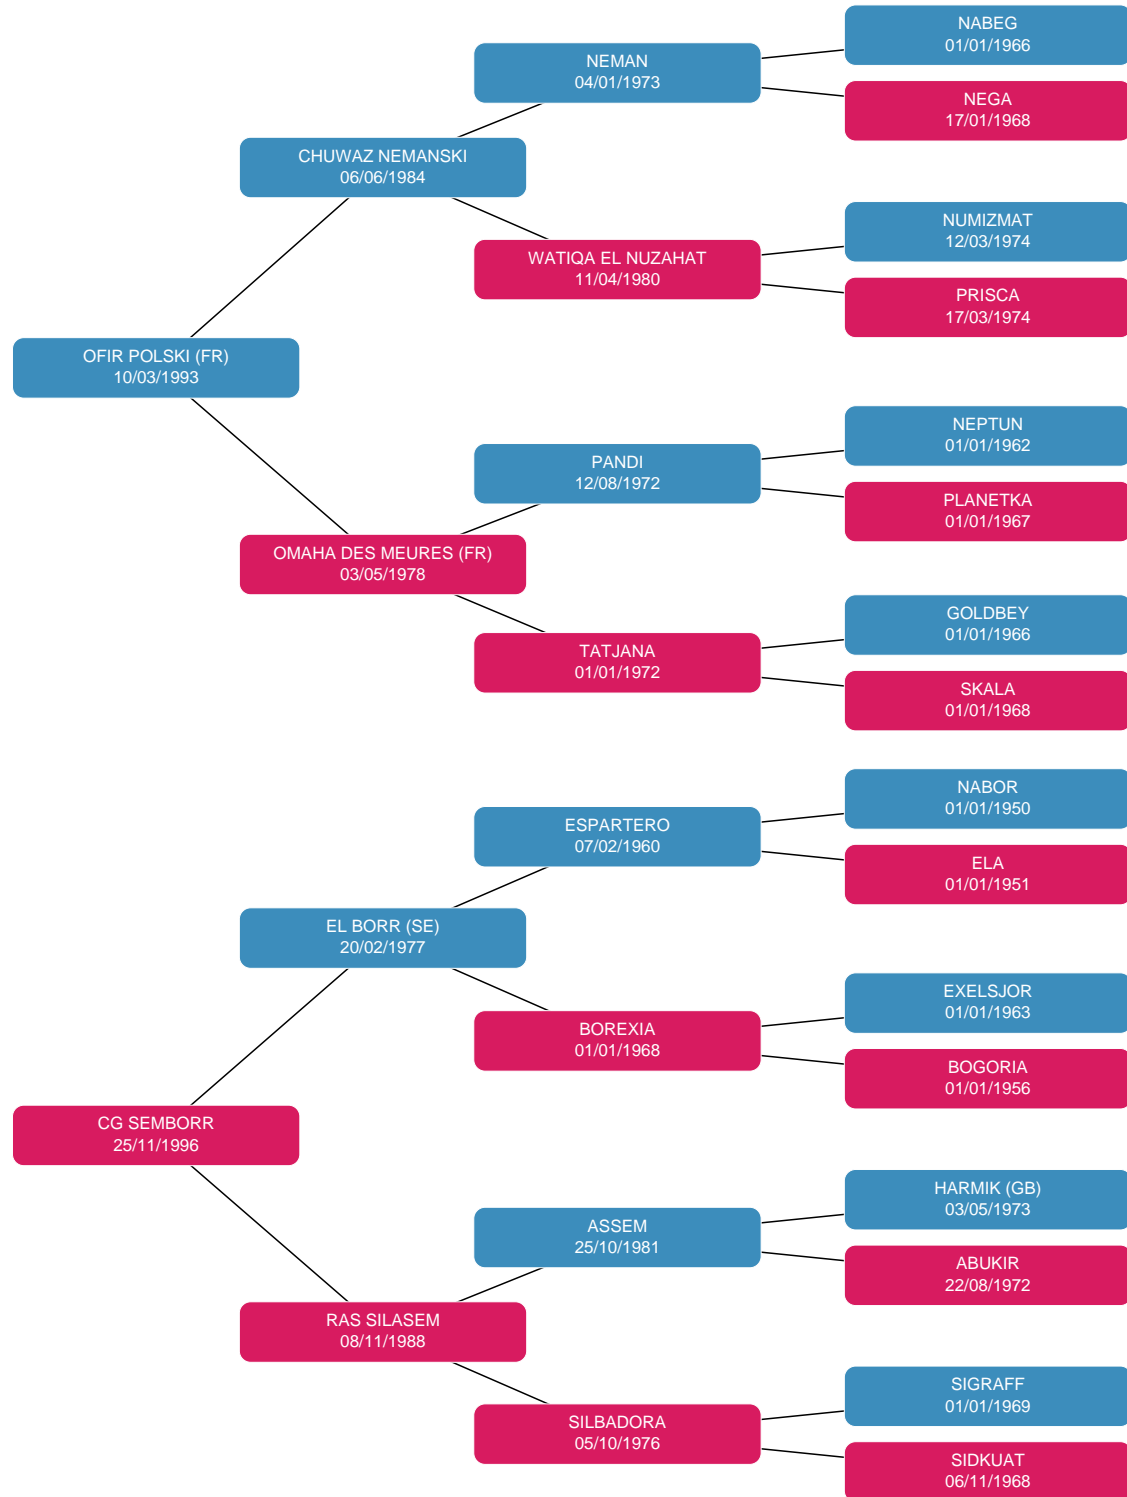 NABEG
01/01/1966
NEMAN
04/01/1973
NEGA
17/01/1968
CHUWAZ NEMANSKI
06/06/1984
NUMIZMAT
12/03/1974
WATIQA EL NUZAHAT
11/04/1980
PRISCA
17/03/1974
OFIR POLSKI (FR)
10/03/1993
NEPTUN
01/01/1962
PANDI
12/08/1972
PLANETKA
01/01/1967
OMAHA DES MEURES (FR)
03/05/1978
GOLDBEY
01/01/1966
TATJANA
01/01/1972
SKALA
01/01/1968
NABOR
01/01/1950
ESPARTERO
07/02/1960
ELA
01/01/1951
EL BORR (SE)
20/02/1977
EXELSJOR
01/01/1963
BOREXIA
01/01/1968
BOGORIA
01/01/1956
CG SEMBORR
25/11/1996
HARMIK (GB)
03/05/1973
ASSEM
25/10/1981
ABUKIR
22/08/1972
RAS SILASEM
08/11/1988
SIGRAFF
01/01/1969
SILBADORA
05/10/1976
SIDKUAT
06/11/1968